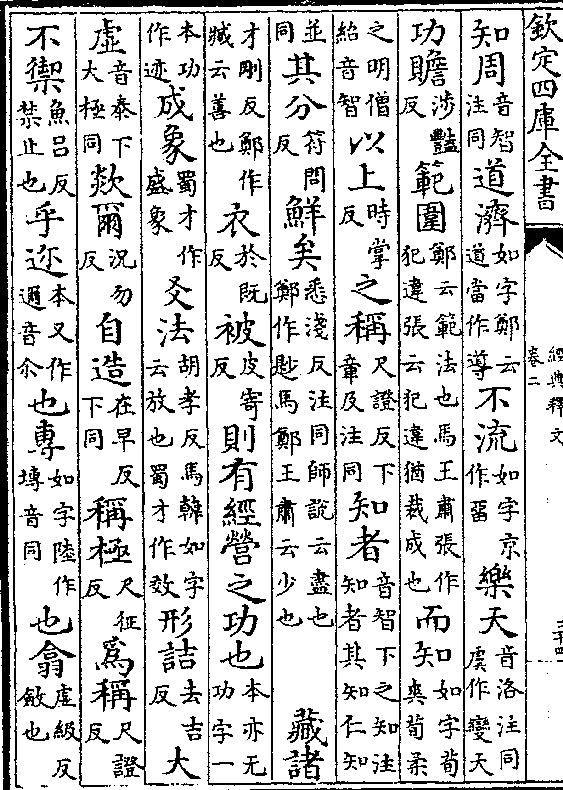 欽定四庫全書
經典釋文
卷二
知周音智注同道濟如字鄭云道當作導不流如字京作留樂天音洛注同虞作變天
功贍涉豔反範圍鄭云範法也馬王肅張作犯違張云犯違猶裁成也而知如字荀爽荀柔
之明僧紹音智以上時掌反之稱尺證反下章及注同知者音智下之知注知者其知仁知
並同其分符問反鮮矣悉淺反注同師說云盡也鄭作尠馬鄭王肅云少也藏諸
才剛反鄭作臧云善也衣於既反被皮寄反則有經營之功也本亦无功字一
本功作迹成象蜀才作盛象爻法胡孝反馬韓如字云放也蜀才作效形詰去吉反大
虛音泰下大極同欻爾況勿反自造在早反下同稱極尺征反為稱尺證反
不禦魚呂反禁止也乎迩本又作邇音尒也專如字陸作塼音同也翕虛級反斂也